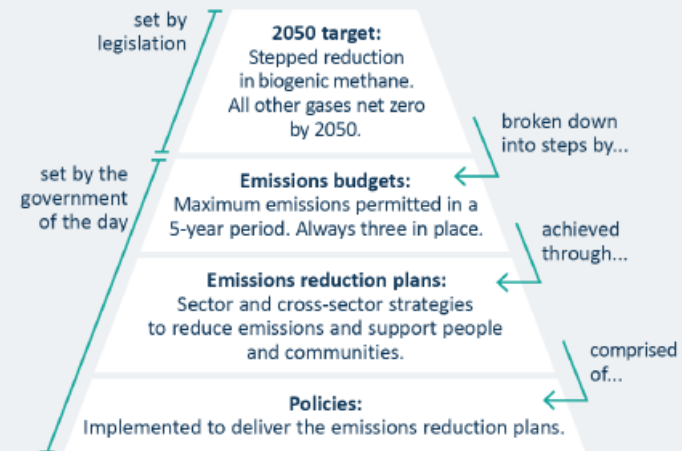 set by
legislation
2050 target:
Stepped reduction
in biogenic methane.
All other gases net zero
by 2050.
broken down
into steps by...
set by the
government
of the day
Emissions budgets:
Maximum emissions permitted in a
5-year period. Always three in place.
achieved
through...
Emissions reduction plans:
Sector and cross-sector strategies
to reduce emissions and support people
and communities.
comprised
of...
Policies:
Implemented to deliver the emissions reduction plans.